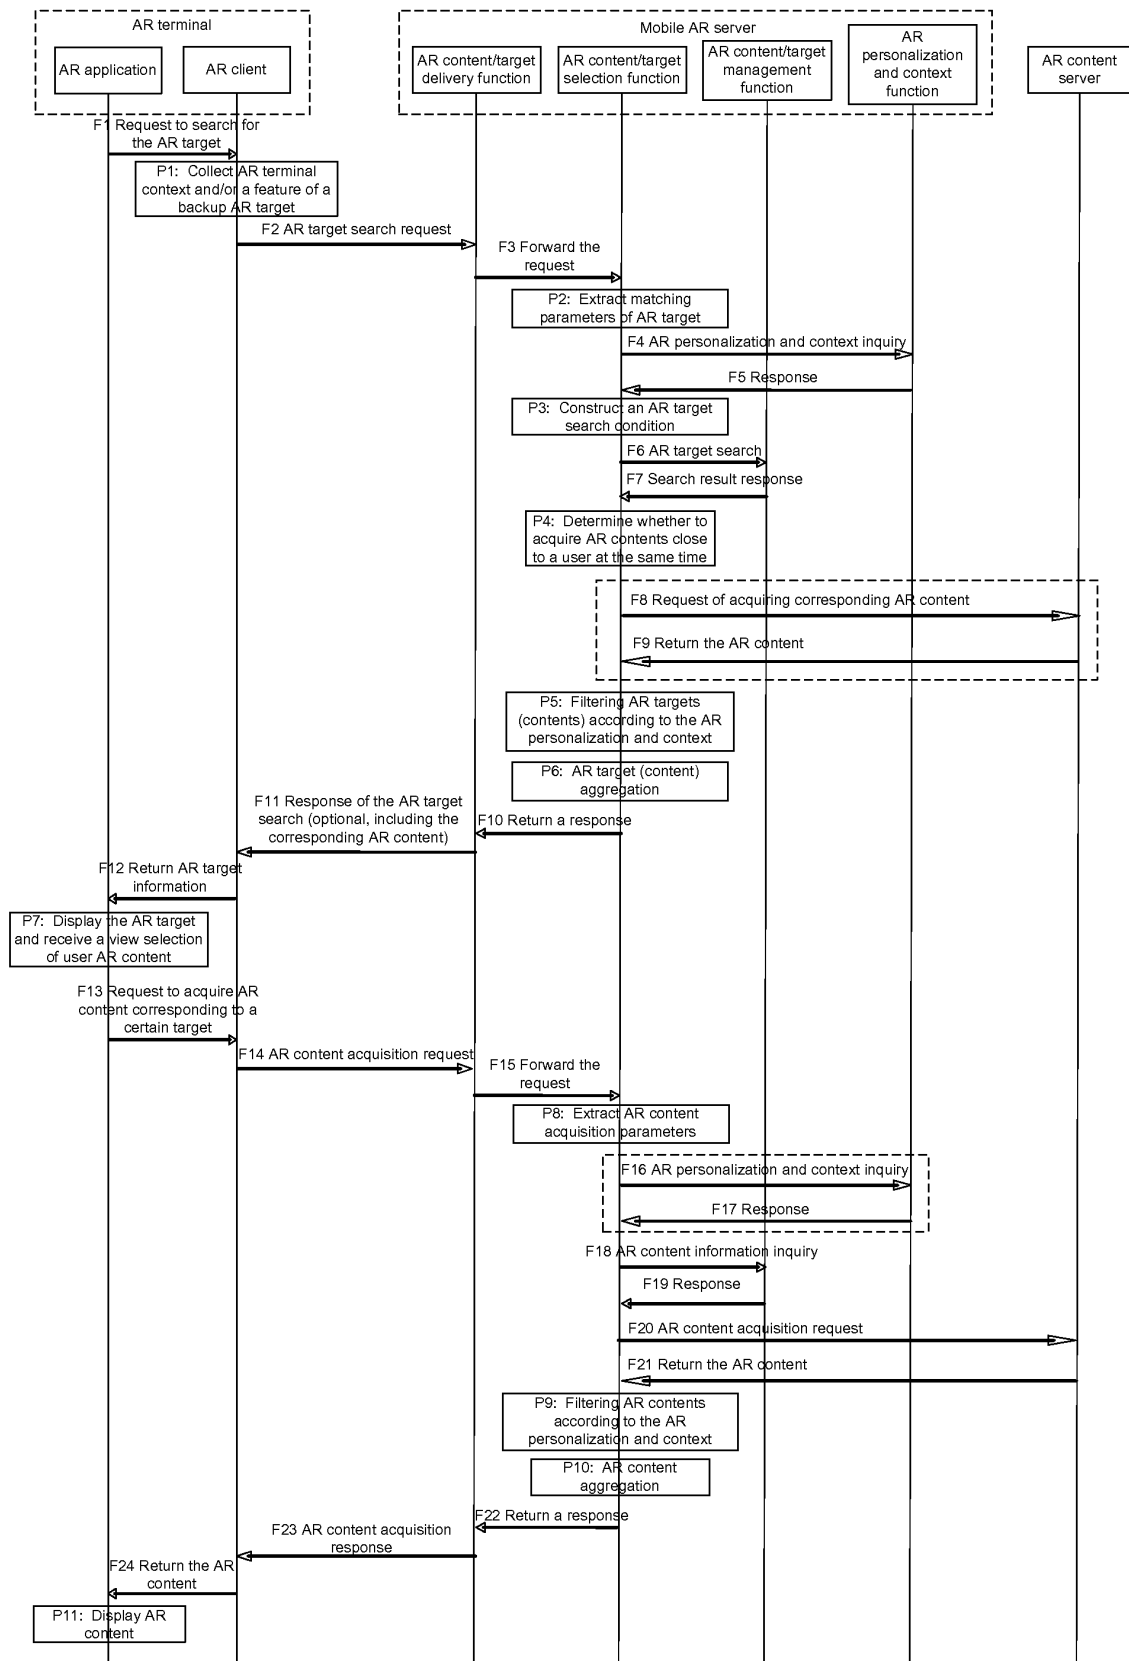 AR terminal
Mobile AR server
AR application
AR client
AR content/target
delivery function
AR content/target
selection function
AR content/target
management
function
AR
personalization
and context
function
AR content
server
F1 Request to search for
the AR target
P1: Collect AR terminal
context and/or a feature of a
backup AR target
F2 AR target search request
F3 Forward the
request
P2: Extract matching
parameters of AR target
F4 AR personalization and context inquiry
F5 Response
P3: Construct an AR target
search condition
F6 AR target search
F7 Search result response
P4: Determine whether to
acquire AR contents close
to a user at the same time
F8 Request of acquiring corresponding AR content
F9 Return the AR content
P5: Filtering AR targets
(contents) according to the AR
personalization and context
P6: AR target (content)
aggregation
F10 Return a response
F11 Response of the AR target
search (optional, including the
corresponding AR content)
F12 Return AR target
information
P7: Display the AR target
and receive a view selection
of user AR content
F13 Request to acquire AR
content corresponding to a
certain target
F14 AR content acquisition request
F15 Forward the
request
P8: Extract AR content
acquisition parameters
F16 AR personalization and context inquiry
F17 Response
F18 AR content information inquiry
F19 Response
F20 AR content acquisition request
F21 Return the AR content
P9: Filtering AR contents
according to the AR
personalization and context
P10: AR content
aggregation
F22 Return a response
F23 AR content acquisition
response
F24 Return the AR
content
P11: Display AR
content